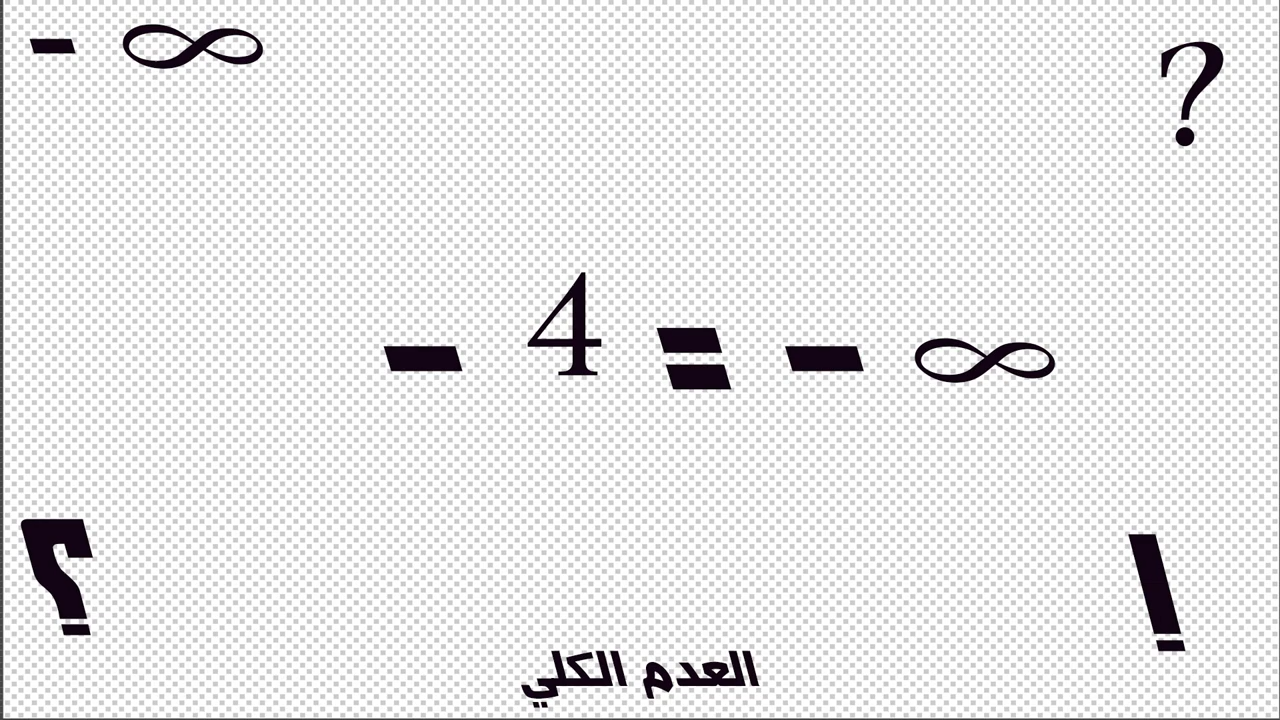 - ∞
?
- 4 = - ∞
؟
!
العدم الكلي